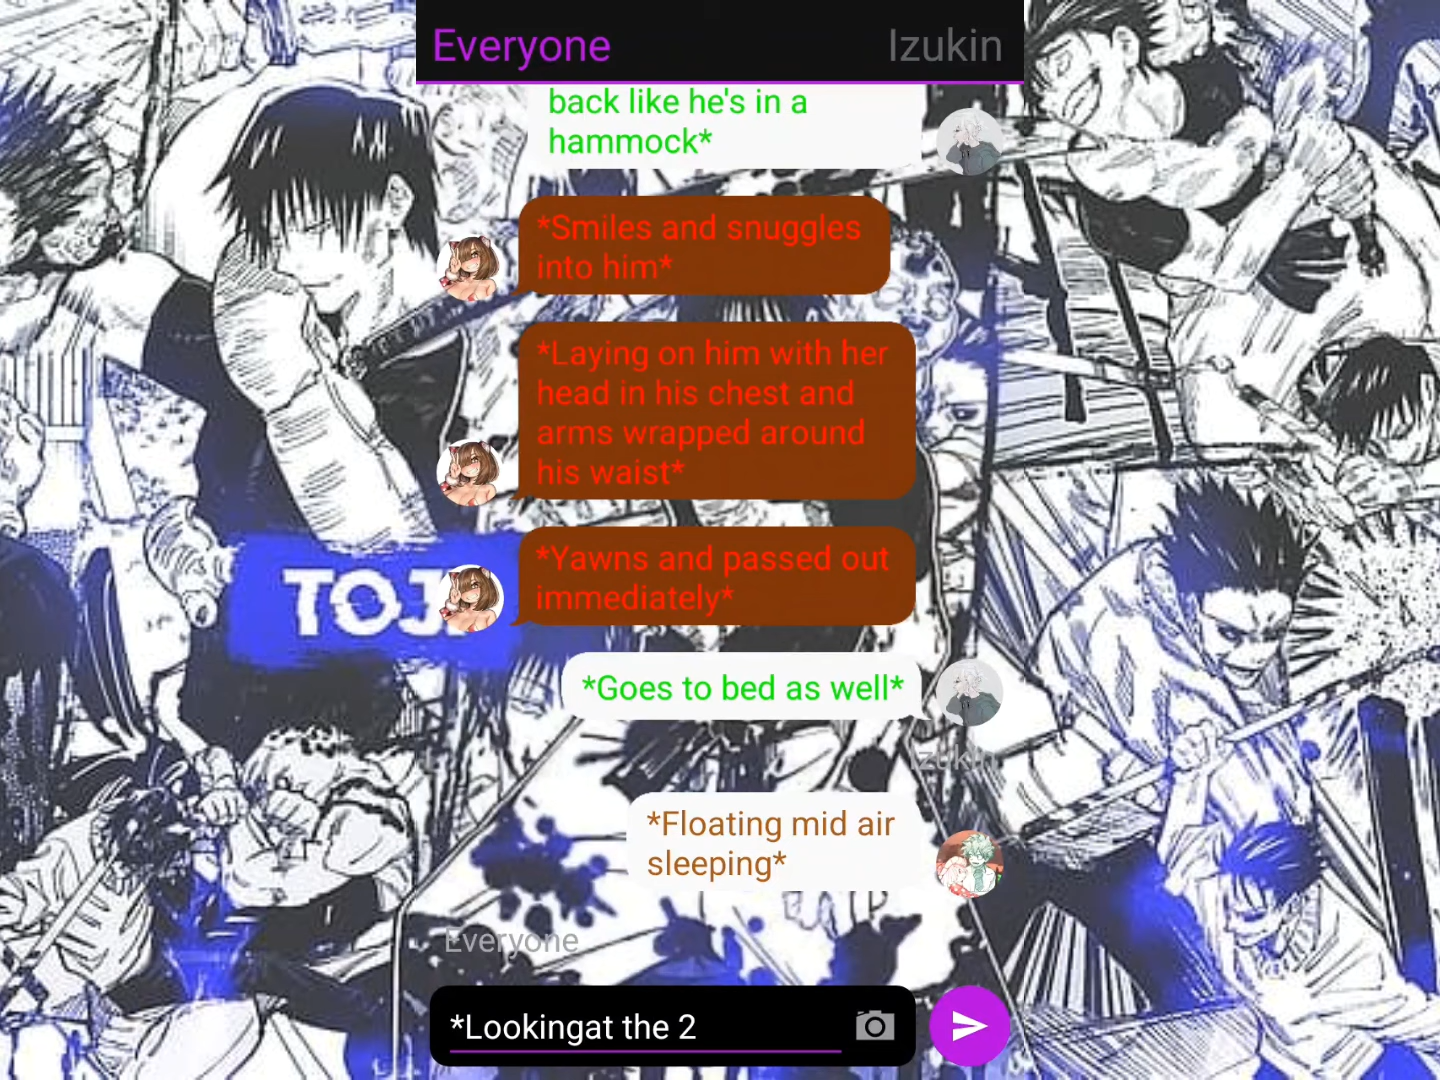 Everyone
Izukin
back like he's in a
hammock*
*Smiles and snuggles
into him*
*Laying on him with her
head in his chest and
arms wrapped around
his waist*
*Yawns and passed out
immediately*
TOJI
*Goes to bed as well*
Izukin
*Floating mid air
sleeping*
Everyone
*Lookingat the 2